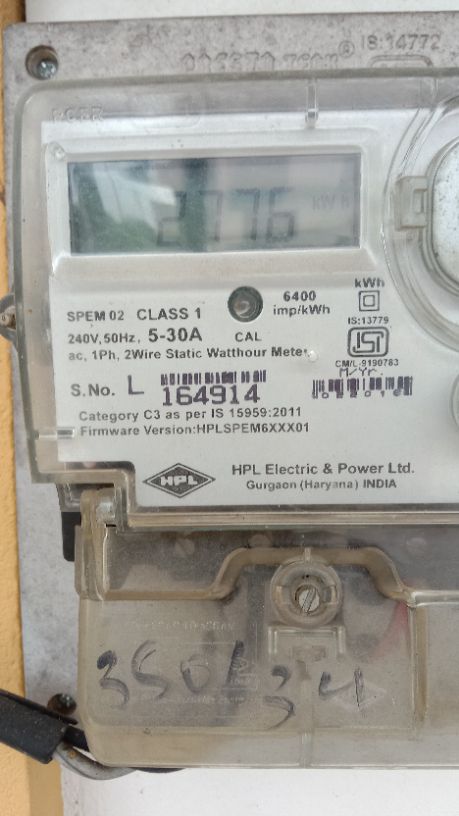 IS:14772
2776
kWh
SPEM 02 CLASS 1
6400
imp/kWh
kWh
IS:13779
240V,50Hz, 5-30A CAL
ac, 1Ph, 2Wire Static Watthour Meter
CM/L-9190783
M/Yr.
S.No. L 164914
Category C3 as per IS 15959:2011
Firmware Version:HPLSPEM6XXX01
HPL
HPL Electric & Power Ltd.
Gurgaon (Haryana) INDIA